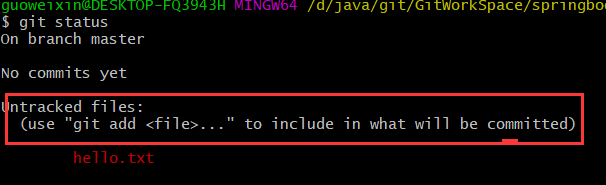 guoweixin@DESKTOP-FQ3943H MINGW64 /d/java/git/GitWorkSpace/springboo
$ git status
On branch master
No commits yet
Untracked files:
(use "git add <file>..." to include in what will be committed)
hello.txt